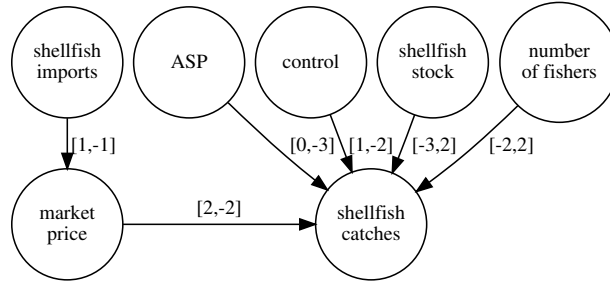 shellfish
imports
ASP
control
shellfish
stock
number
of fishers
[1,-1]
[0,-3]
[1,-2]
[-3,2]
[-2,2]
market
price
[2,-2]
shellfish
catches